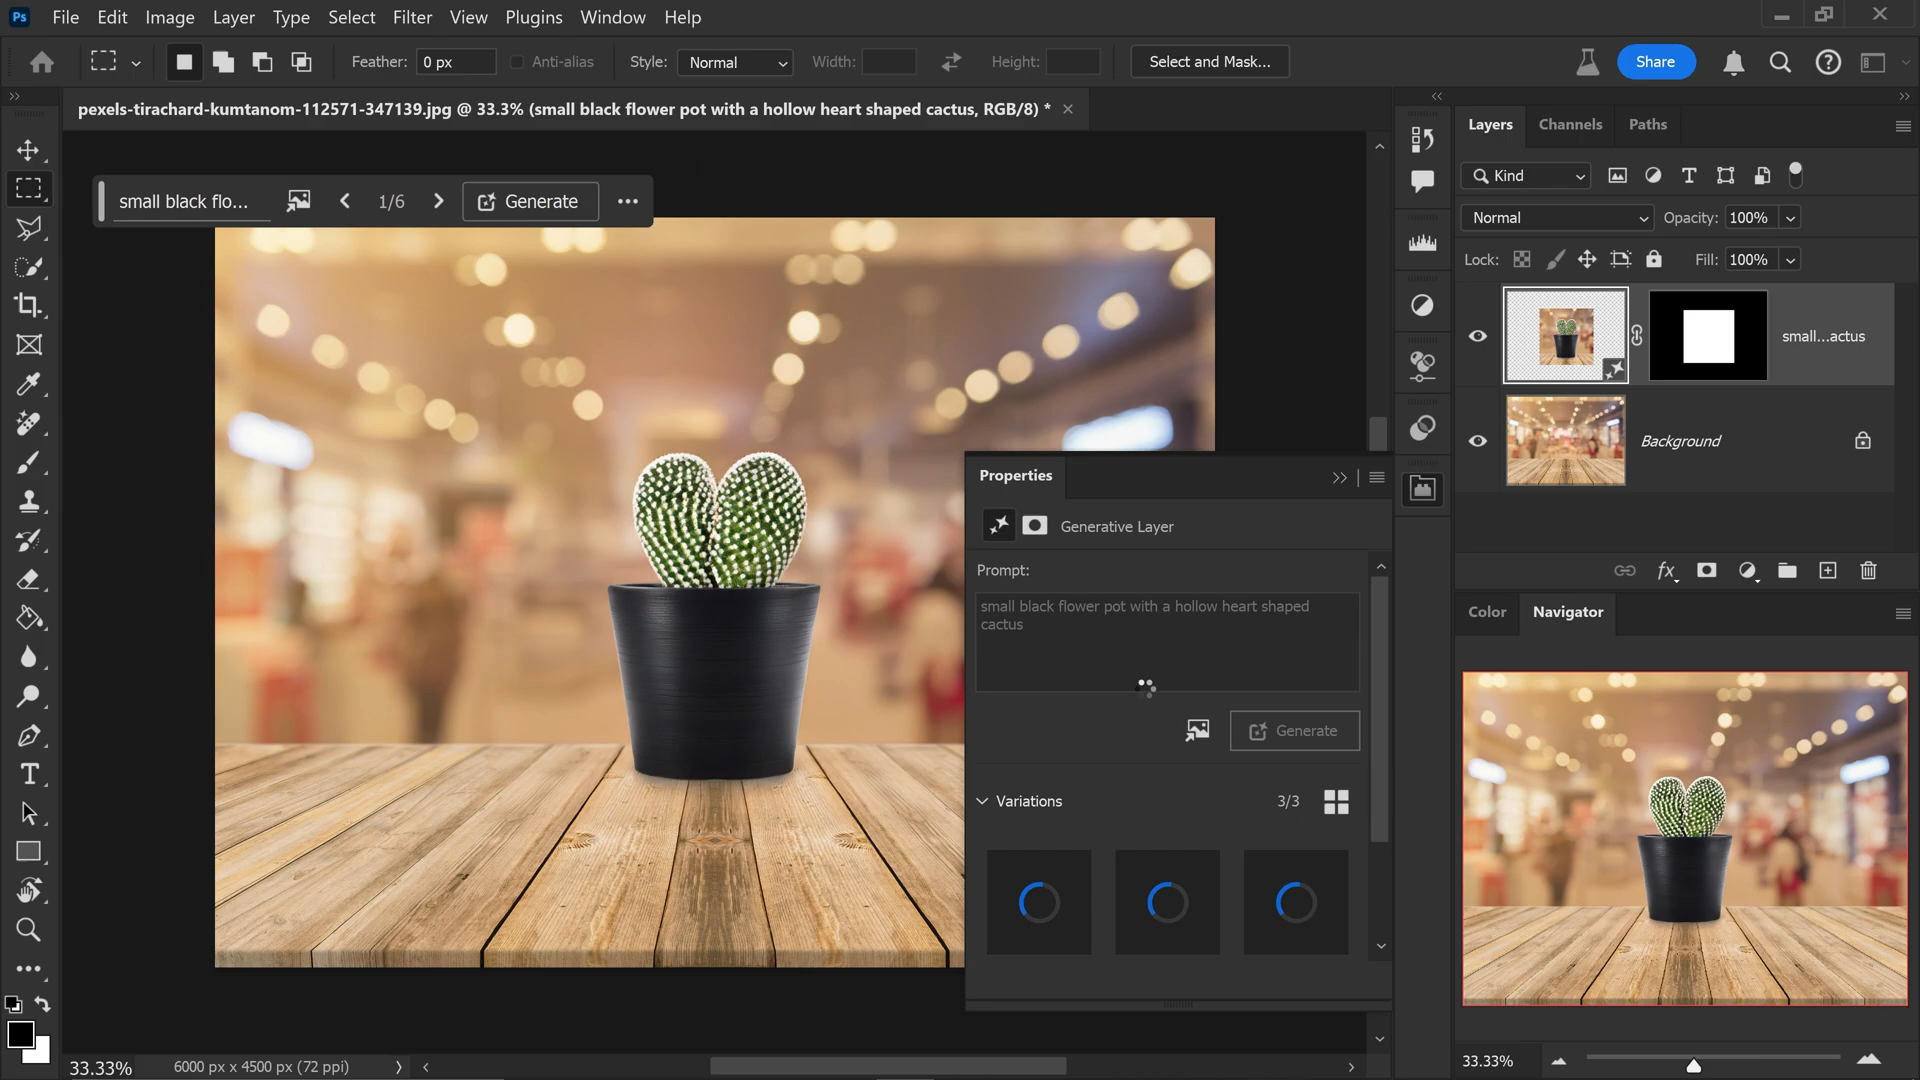 Ps File Edit Image Layer Type Select Filter View Plugins Window Help
Feather: 0 px Anti-alias Style: Normal Width: Height: Select and Mask... Share
pexels-tirachard-kumtanom-112571-347139.jpg @ 33.3% (small black flower pot with a hollow heart shaped cactus, RGB/8) *
small black flo... 1/6 Generate
Properties
Generative Layer
Prompt:
small black flower pot with a hollow heart shaped
cactus
Generate
Variations 3/3
33.33% 6000 px x 4500 px (72 ppi)
Layers Channels Paths
Kind
Normal Opacity: 100%
Lock: Fill: 100%
small...actus
Background
fx
Color Navigator
33.33%